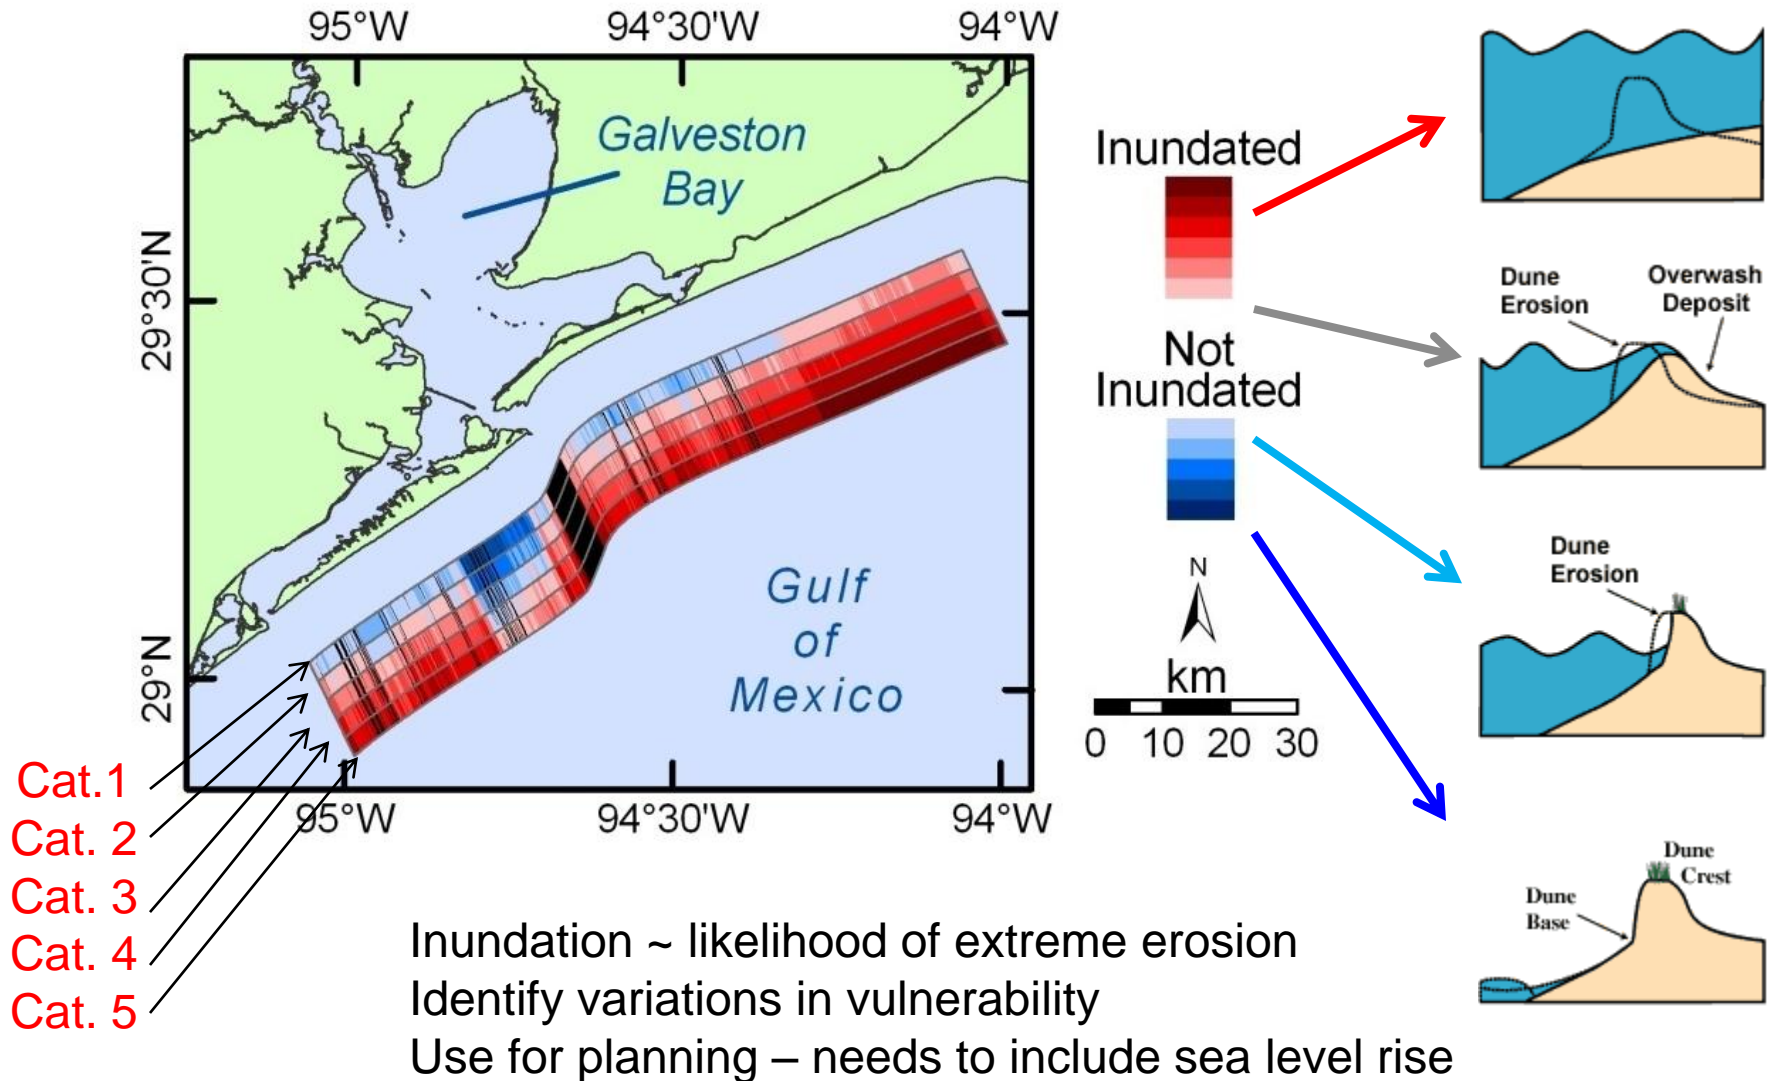 95°W
94°30'W
94°W
Galveston
Bay
29°30'N
29°N
Gulf
of
Mexico
95°W
94°30'W
94°W
Inundated
Not
Inundated
N
km
0 10 20 30
Dune
Erosion
Overwash
Deposit
Dune
Erosion
Dune
Crest
Dune
Base
Cat.1
Cat. 2
Cat. 3
Cat. 4
Cat. 5
Inundation ~ likelihood of extreme erosion
Identify variations in vulnerability
Use for planning – needs to include sea level rise